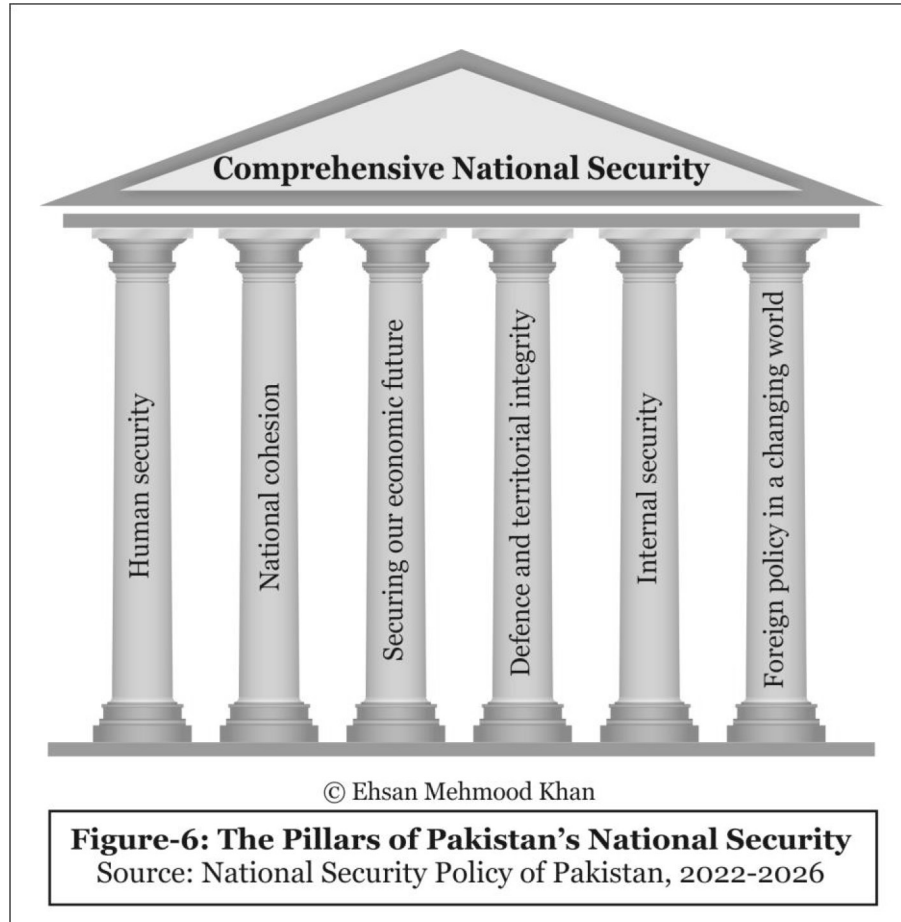 Comprehensive National Security
Human security
National cohesion
Securing our economic future
Defence and territorial integrity
Internal security
Foreign policy in a changing world
© Ehsan Mehmood Khan
Figure-6: The Pillars of Pakistan’s National Security
Source: National Security Policy of Pakistan, 2022-2026